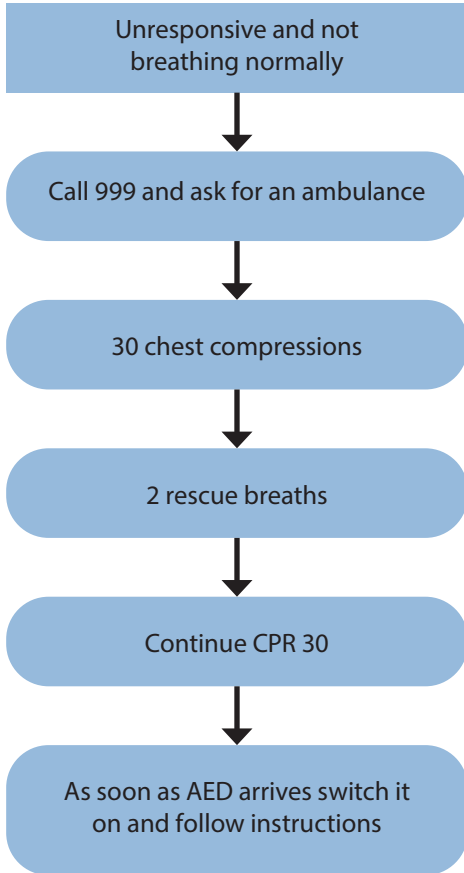 Unresponsive and not
breathing normally
Call 999 and ask for an ambulance
30 chest compressions
2 rescue breaths
Continue CPR 30
As soon as AED arrives switch it
on and follow instructions